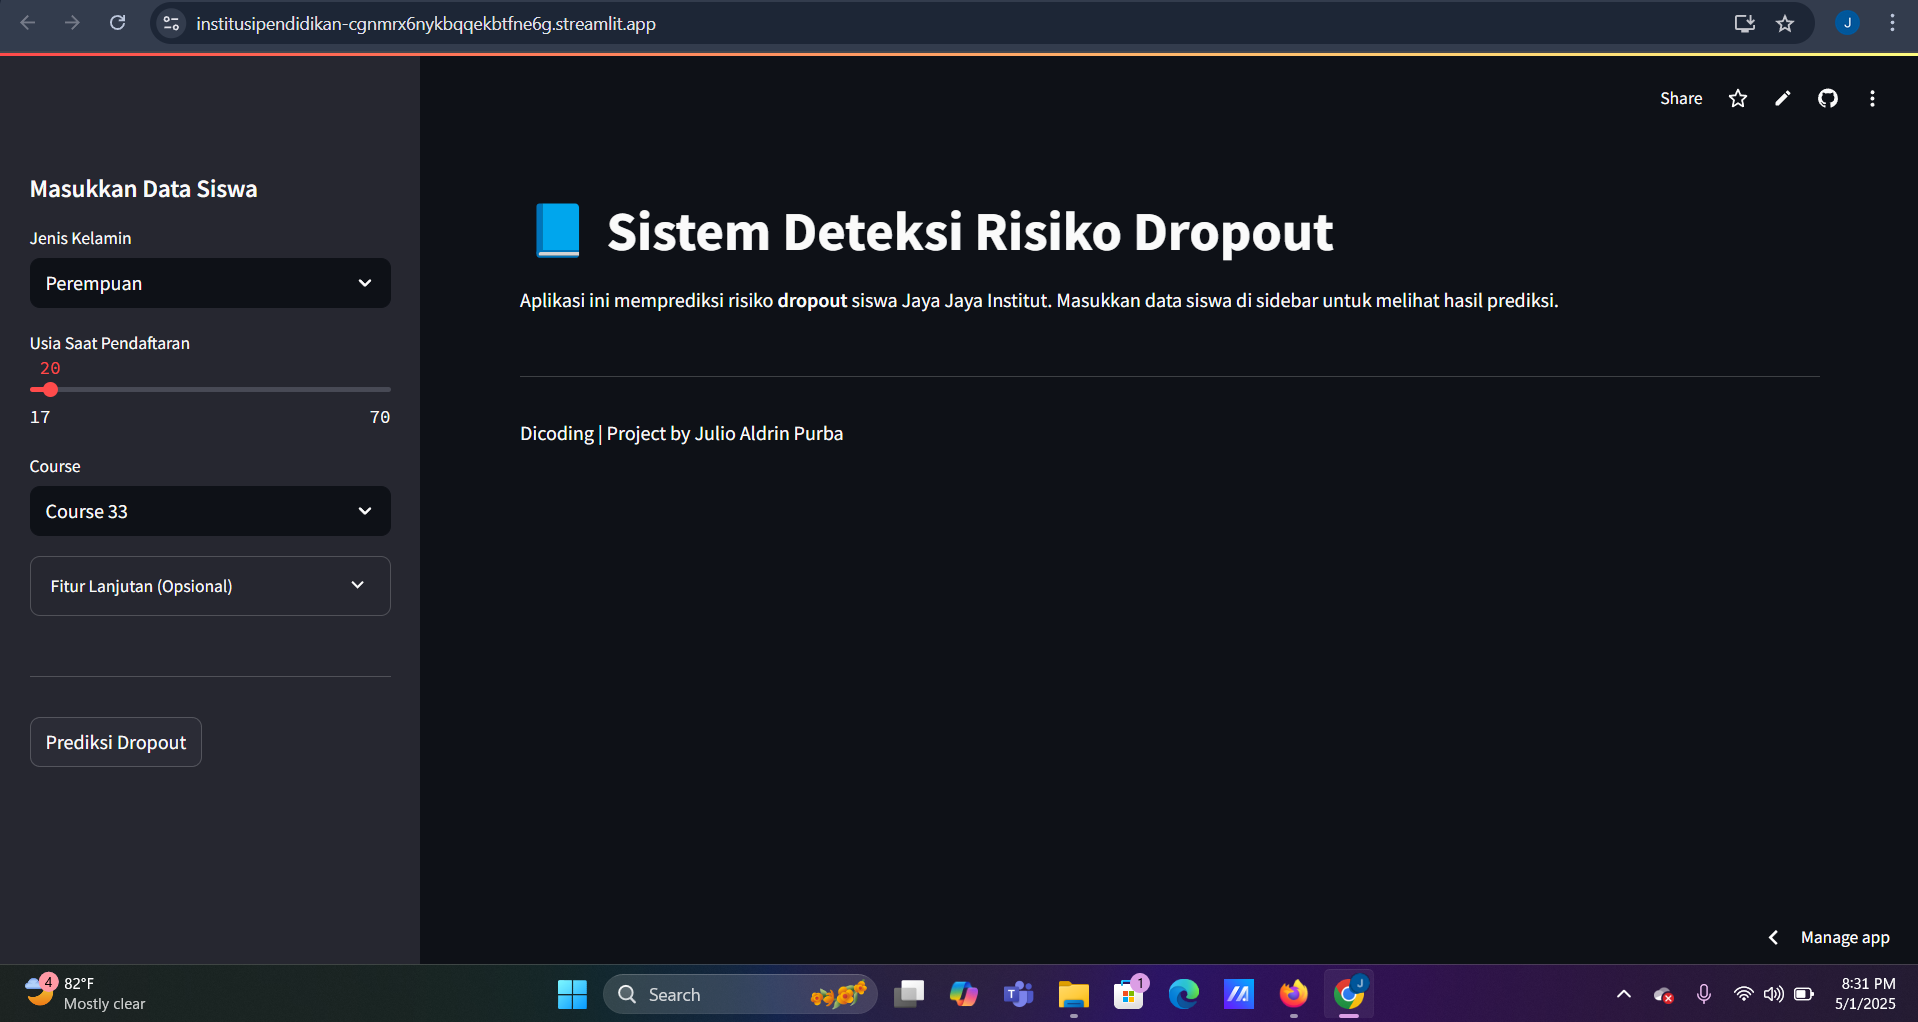 institusipendidikan-cgnmrx6nykbqqekbtfne6g.streamlit.app
J
Share
Masukkan Data Siswa
Jenis Kelamin
Perempuan
Usia Saat Pendaftaran
20
17 70
Course
Course 33
Fitur Lanjutan (Opsional)
Prediksi Dropout
Sistem Deteksi Risiko Dropout
Aplikasi ini memprediksi risiko dropout siswa Jaya Jaya Institut. Masukkan data siswa di sidebar untuk melihat hasil prediksi.
Dicoding | Project by Julio Aldrin Purba
Manage app
4
82°F
Mostly clear
Search
T
1
J
8:31 PM
5/1/2025